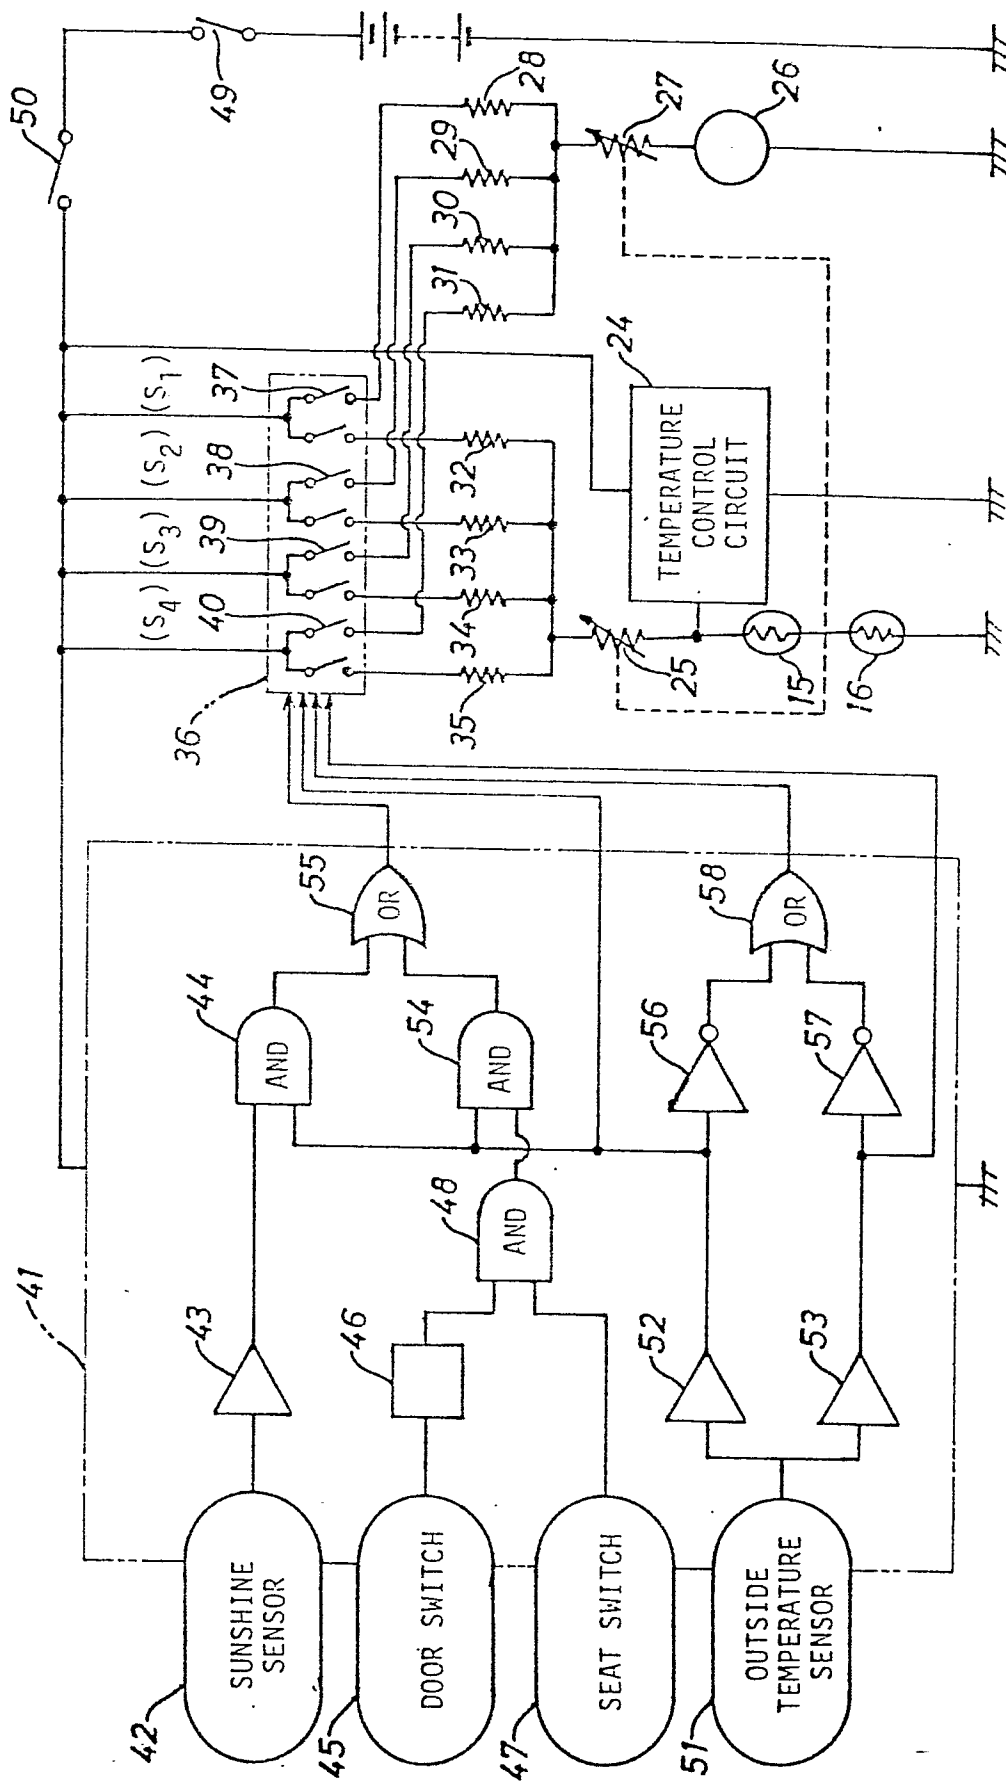 50
49
28
29
30
31
27
26
(S4) (S3) (S2) (S1)
40
39
38
37
36
35
34
33
32
24
TEMPERATURE
CONTROL
CIRCUIT
25
15
16
41
42
SUNSHINE
SENSOR
43
44
AND
55
OR
45
DOOR SWITCH
46
48
AND
54
AND
47
SEAT SWITCH
51
OUTSIDE
TEMPERATURE
SENSOR
52
53
56
57
58
OR